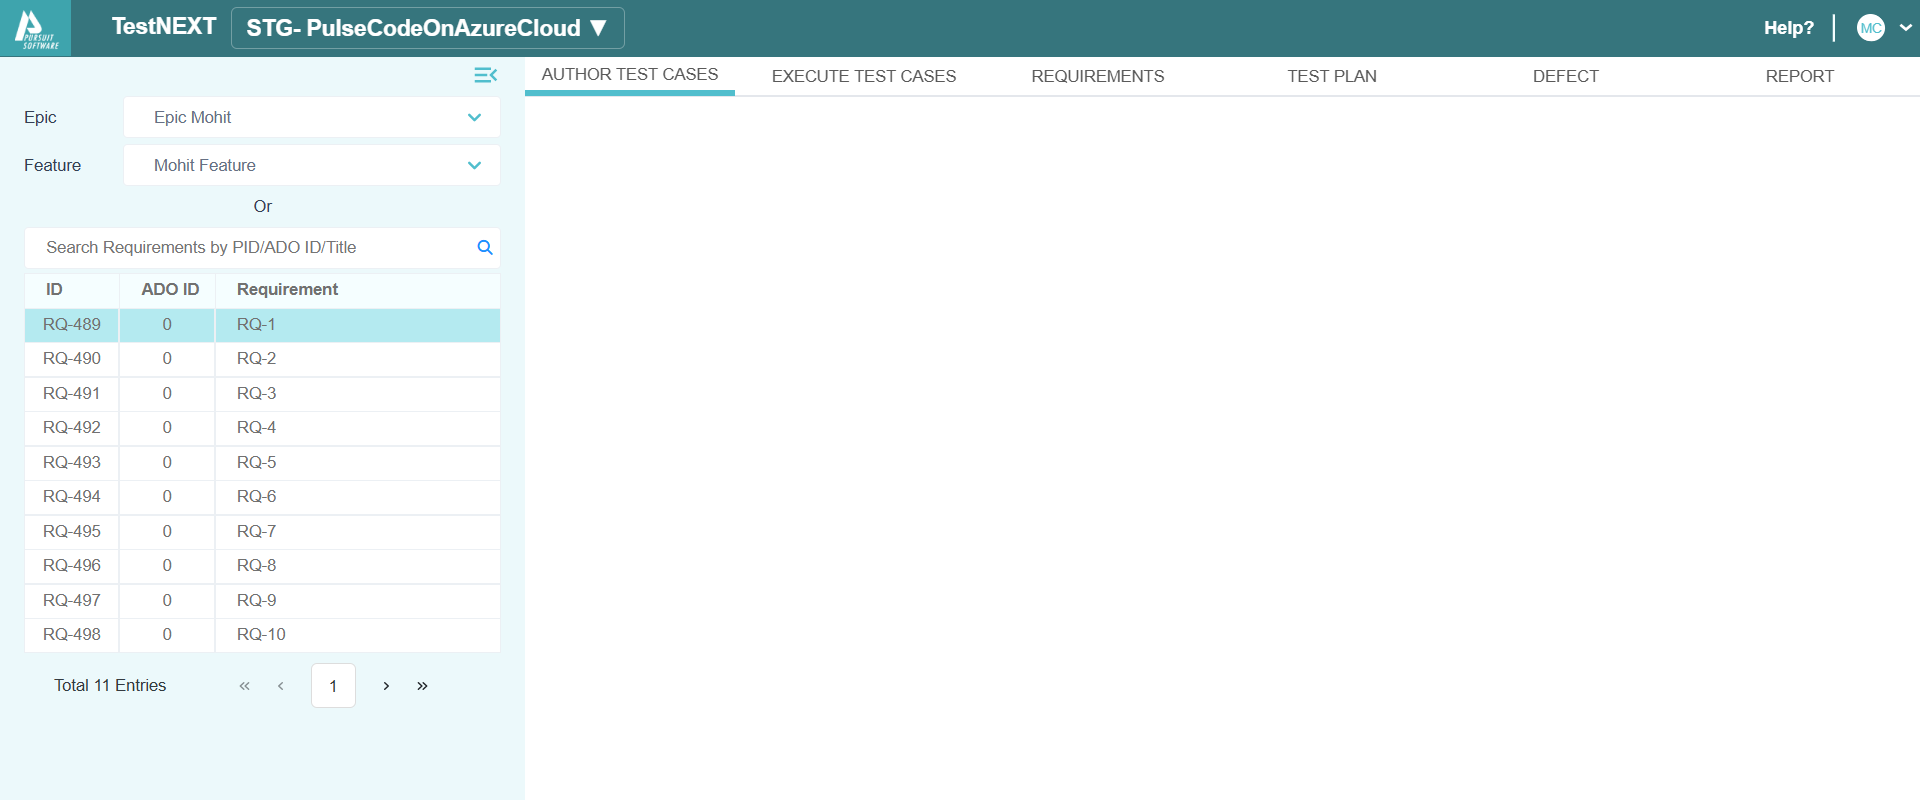 PURSUIT
SOFTWARE
TestNEXT
STG- PulseCodeOnAzureCloud ▼
Help?
MC
AUTHOR TEST CASES
EXECUTE TEST CASES
REQUIREMENTS
TEST PLAN
DEFECT
REPORT
Epic
Epic Mohit
Feature
Mohit Feature
Or
Search Requirements by PID/ADO ID/Title
ID ADO ID Requirement
RQ-489 0 RQ-1
RQ-490 0 RQ-2
RQ-491 0 RQ-3
RQ-492 0 RQ-4
RQ-493 0 RQ-5
RQ-494 0 RQ-6
RQ-495 0 RQ-7
RQ-496 0 RQ-8
RQ-497 0 RQ-9
RQ-498 0 RQ-10
Total 11 Entries « ‹ 1 › »